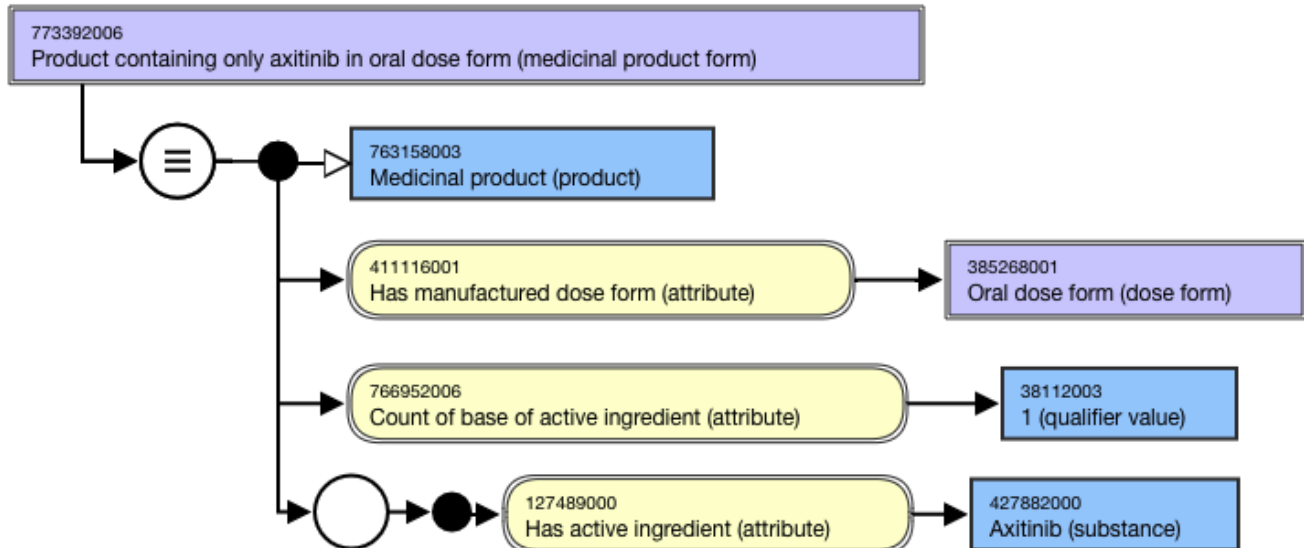 773392006
Product containing only axitinib in oral dose form (medicinal product form)
763158003
Medicinal product (product)
411116001
Has manufactured dose form (attribute)
385268001
Oral dose form (dose form)
766952006
Count of base of active ingredient (attribute)
38112003
1 (qualifier value)
127489000
Has active ingredient (attribute)
427882000
Axitinib (substance)